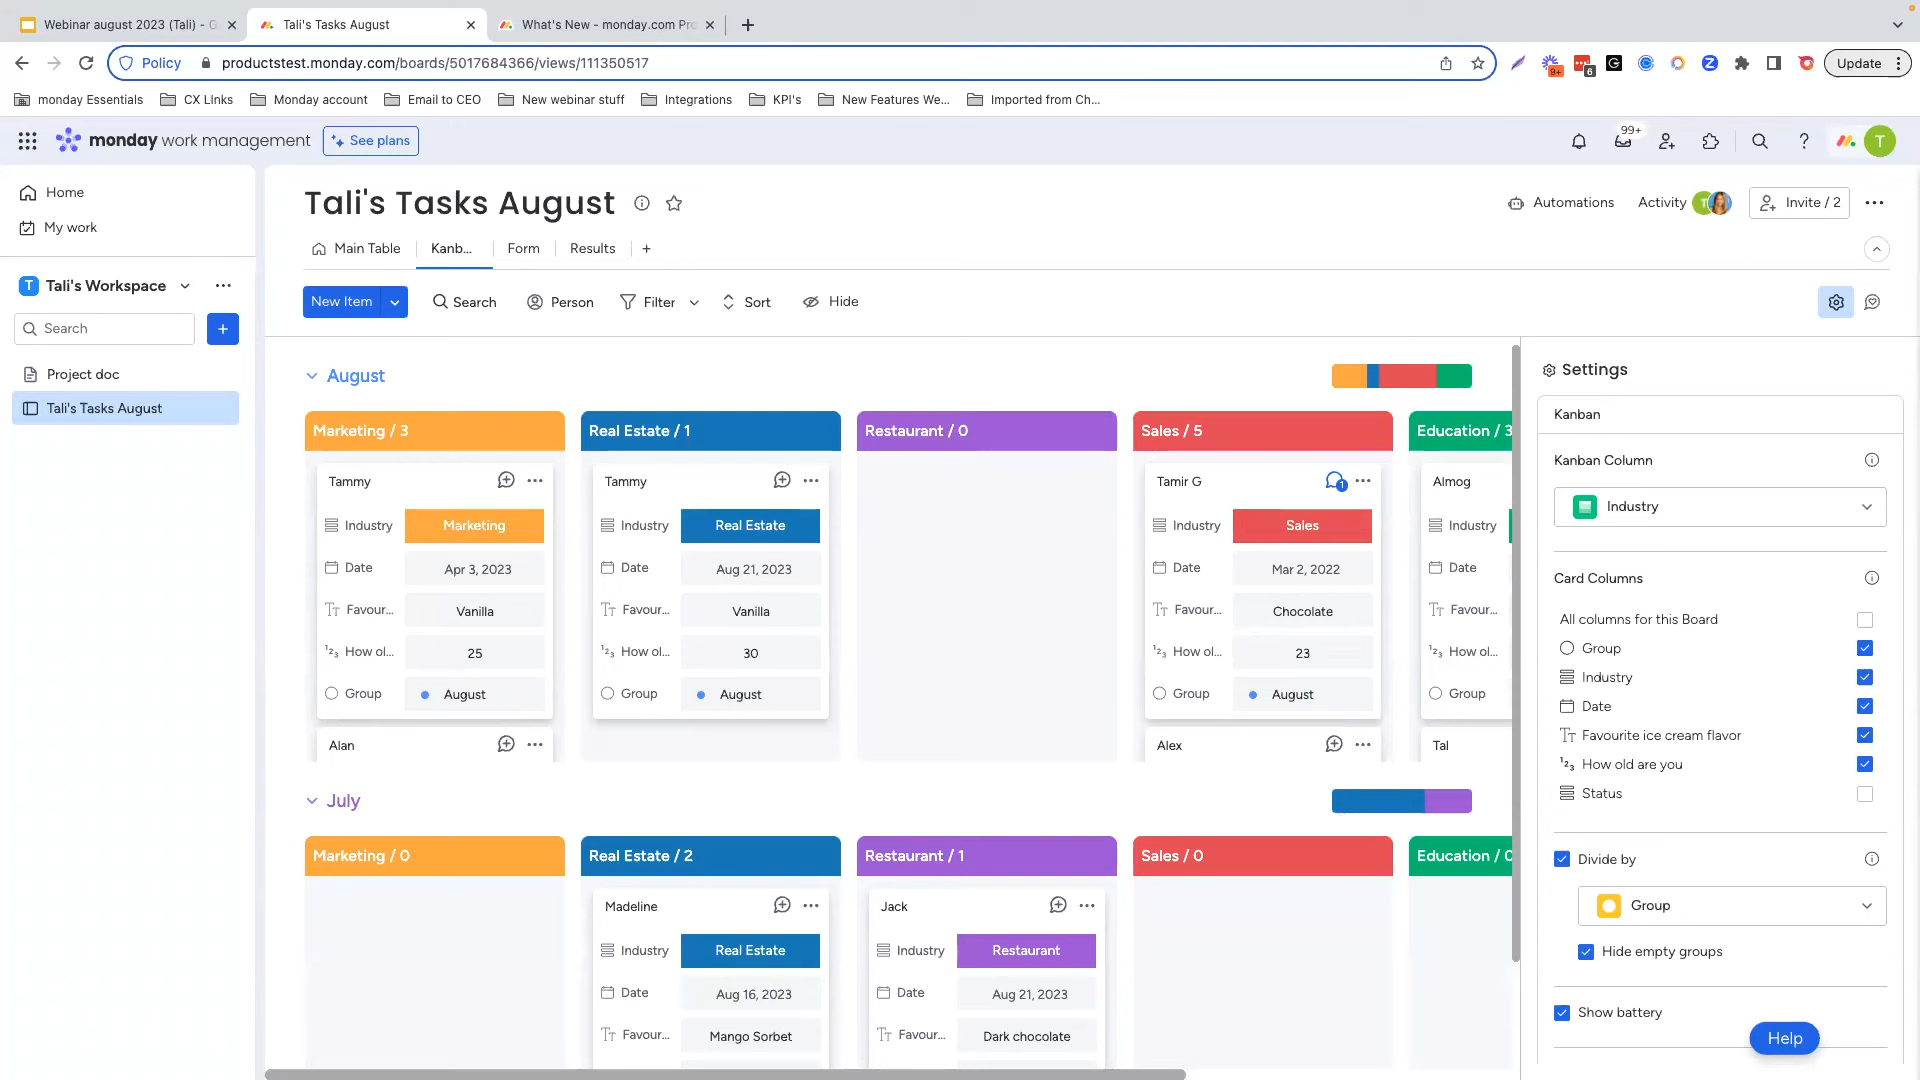 Webinar august 2023 (Tali) - G
Tali's Tasks August
What's New - monday.com Pro
Policy
productstest.monday.com/boards/5017684366/views/111350517
9+
6
Update
monday Essentials
CX LInks
Monday account
Email to CEO
New webinar stuff
Integrations
KPI's
New Features We...
Imported from Ch...
monday work management
See plans
99+
T
Home
My work
T Tali's Workspace
Search
Project doc
Tali's Tasks August
Tali's Tasks August
Automations
Activity
Invite / 2
Main Table
Kanb...
Form
Results
New Item
Search
Person
Filter
Sort
Hide
August
Marketing / 3
Real Estate / 1
Restaurant / 0
Sales / 5
Education / 3
Tammy
Industry Marketing
Date Apr 3, 2023
Favour... Vanilla
How ol... 25
Group August
Alan
Tammy
Industry Real Estate
Date Aug 21, 2023
Favour... Vanilla
How ol... 30
Group August
Tamir G
1
Industry Sales
Date Mar 2, 2022
Favour... Chocolate
How ol... 23
Group August
Alex
Almog
Industry
Date
Favour...
How ol...
Group
Tal
July
Marketing / 0
Real Estate / 2
Restaurant / 1
Sales / 0
Education / 0
Madeline
Industry Real Estate
Date Aug 16, 2023
Favour... Mango Sorbet
Jack
Industry Restaurant
Date Aug 21, 2023
Favour... Dark chocolate
Settings
Kanban
Kanban Column
Industry
Card Columns
All columns for this Board
Group
Industry
Date
Favourite ice cream flavor
How old are you
Status
Divide by
Group
Hide empty groups
Show battery
Help